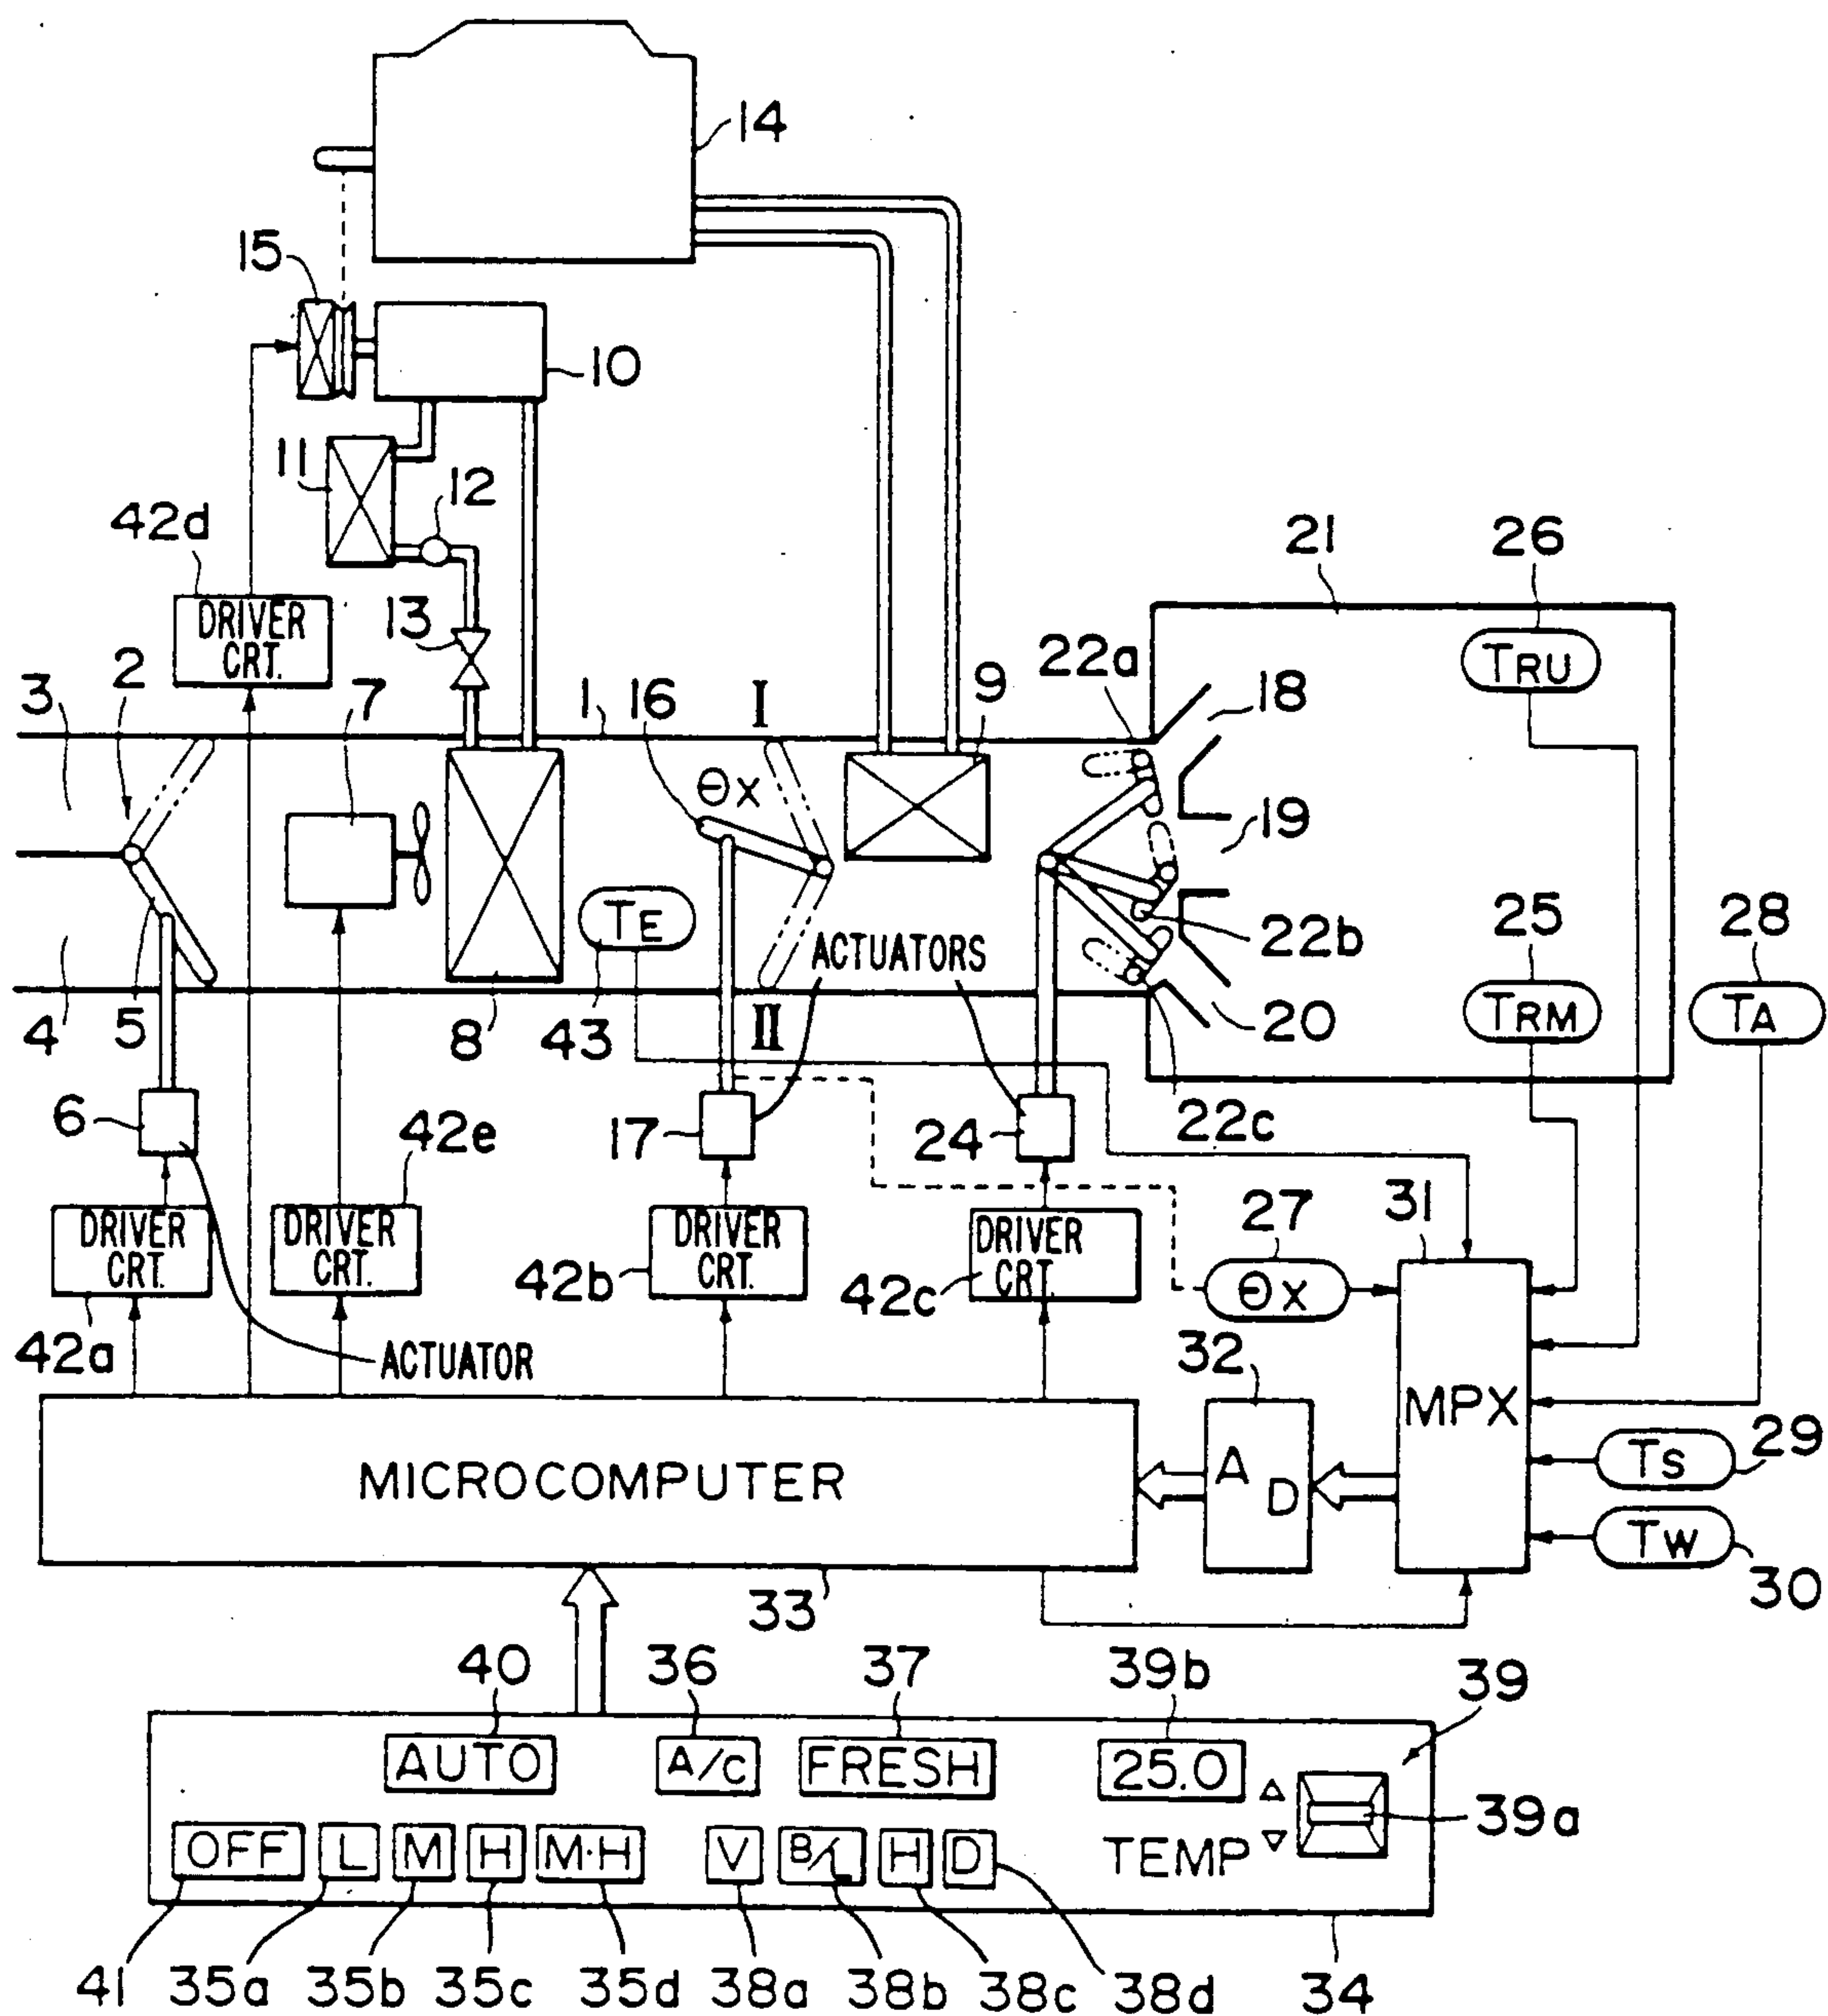 14
15
10
11
12
42d
DRIVER
CRT.
13
21
26
TRU
22a
18
3
2
7
1
16
I
9
θx
19
TE
ACTUATORS
22b
25
28
4
5
8
43
II
20
TRM
TA
6
42e
17
24
22c
DRIVER
CRT.
DRIVER
CRT.
42b
DRIVER
CRT.
42c
DRIVER
CRT.
27
31
θx
42a
ACTUATOR
32
MPX
MICROCOMPUTER
A
D
TS
29
TW
30
33
40
36
37
39b
39
AUTO
A/C
FRESH
25.0
39a
OFF
L
M
H
M·H
V
B/L
H
D
TEMP
41
35a
35b
35c
35d
38a
38b
38c
38d
34